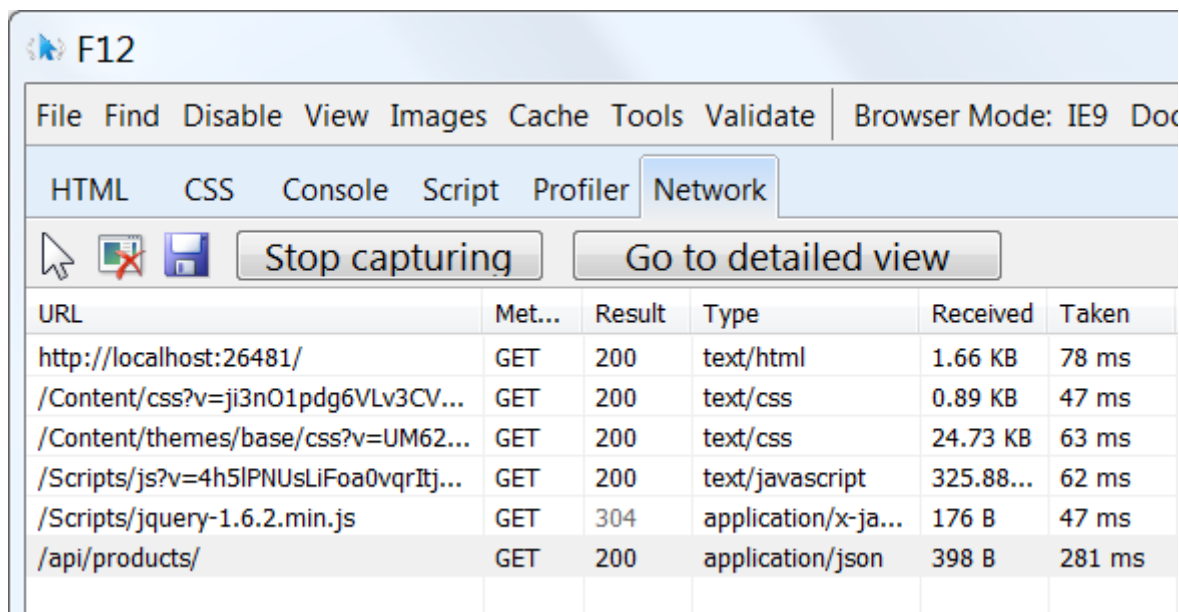 F12
File Find Disable View Images Cache Tools Validate Browser Mode: IE9 Doc
HTML CSS Console Script Profiler Network
Stop capturing Go to detailed view
URL Met... Result Type Received Taken
http://localhost:26481/ GET 200 text/html 1.66 KB 78 ms
/Content/css?v=ji3nO1pdg6VLv3CV... GET 200 text/css 0.89 KB 47 ms
/Content/themes/base/css?v=UM62... GET 200 text/css 24.73 KB 63 ms
/Scripts/js?v=4h5lPNUsLiFoa0vqrItj... GET 200 text/javascript 325.88... 62 ms
/Scripts/jquery-1.6.2.min.js GET 304 application/x-ja... 176 B 47 ms
/api/products/ GET 200 application/json 398 B 281 ms